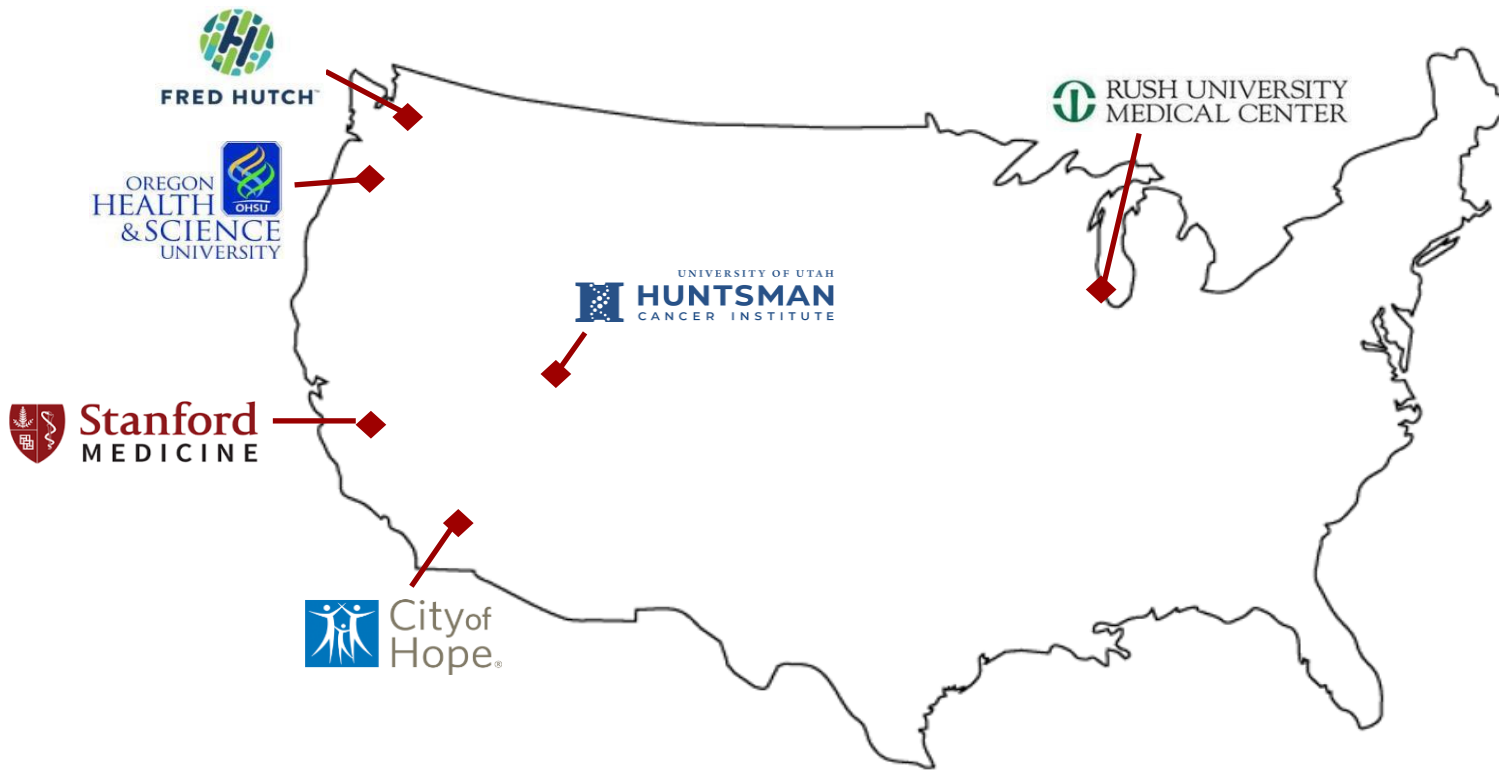 FRED HUTCH™
OREGON
HEALTH
&SCIENCE
UNIVERSITY
OHSU
UNIVERSITY OF UTAH
HUNTSMAN
CANCER INSTITUTE
RUSH UNIVERSITY
MEDICAL CENTER
Stanford
MEDICINE
City of
Hope®